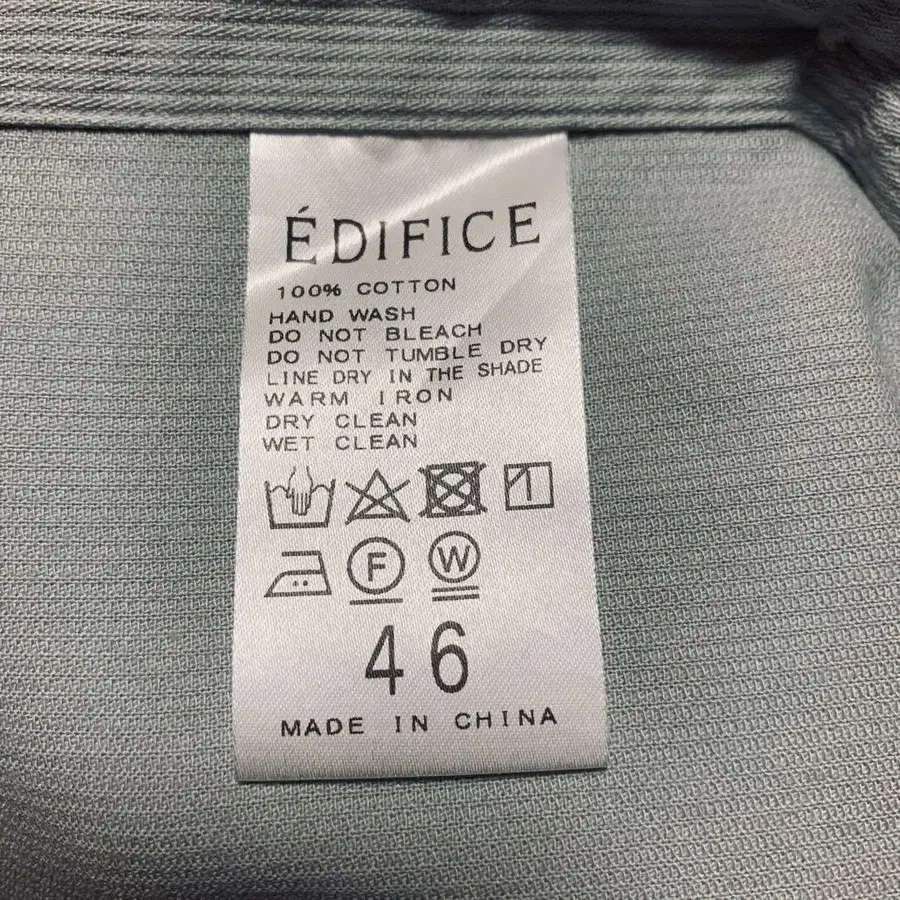 ÉDIFICE
100% COTTON
HAND WASH
DO NOT BLEACH
DO NOT TUMBLE DRY
LINE DRY IN THE SHADE
WARM IRON
DRY CLEAN
WET CLEAN
F W
46
MADE IN CHINA